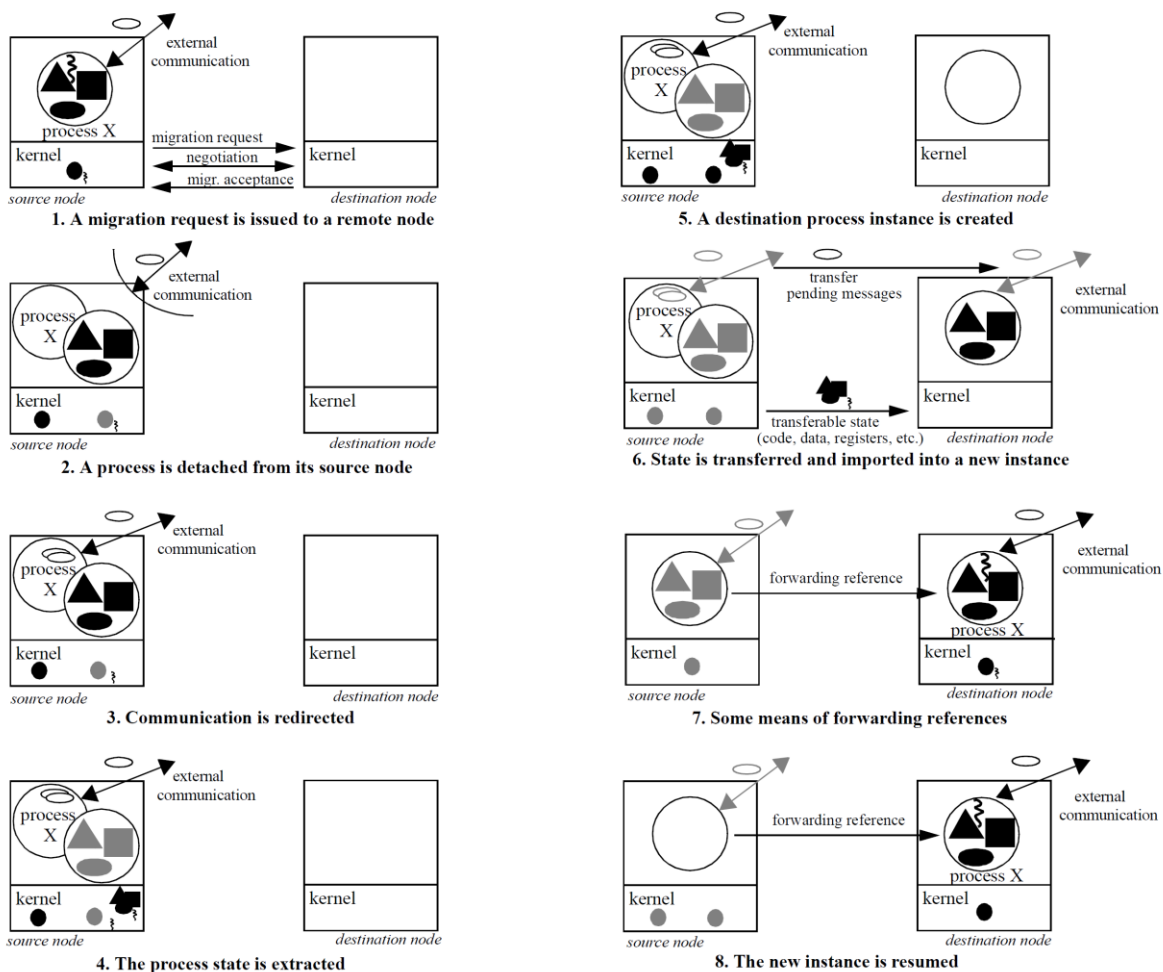 external
communication
process X
kernel
migration request
negotiation
migr. acceptance
kernel
source node
destination node
1. A migration request is issued to a remote node
external
communication
process
X
kernel
kernel
source node
destination node
2. A process is detached from its source node
external
communication
process
X
kernel
kernel
source node
destination node
3. Communication is redirected
external
communication
process
X
kernel
kernel
source node
destination node
4. The process state is extracted
external
communication
process
X
kernel
kernel
source node
destination node
5. A destination process instance is created
transfer
pending messages
external
communication
process
X
kernel
kernel
transferable state
(code, data, registers, etc.)
source node
destination node
6. State is transferred and imported into a new instance
external
communication
forwarding reference
process X
kernel
kernel
source node
destination node
7. Some means of forwarding references
external
communication
forwarding reference
process X
kernel
kernel
source node
destination node
8. The new instance is resumed